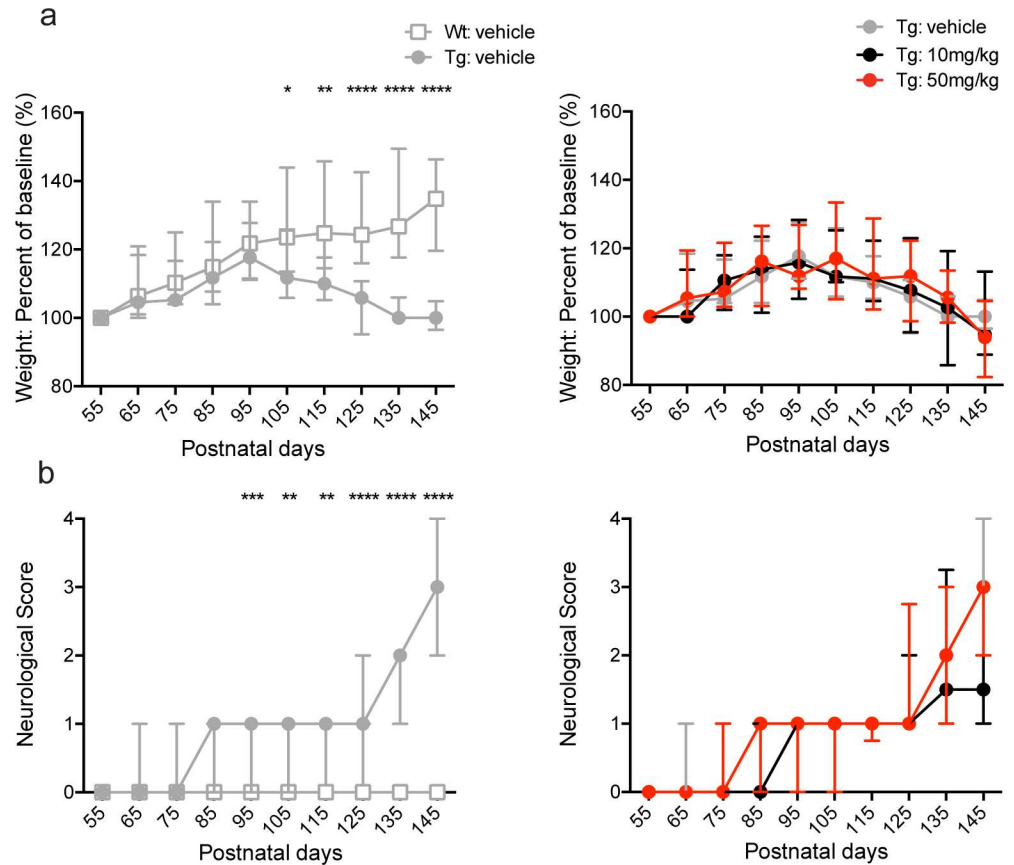 a
Wt: vehicle
Tg: vehicle
* ** **** **** ****
Weight: Percent of baseline (%)
160
140
120
100
80
55 65 75 85 95 105 115 125 135 145
Postnatal days
Tg: vehicle
Tg: 10mg/kg
Tg: 50mg/kg
Weight: Percent of baseline (%)
160
140
120
100
80
55 65 75 85 95 105 115 125 135 145
Postnatal days
b
*** ** ** **** **** ****
Neurological Score
4
3
2
1
0
55 65 75 85 95 105 115 125 135 145
Postnatal days
Neurological Score
4
3
2
1
0
55 65 75 85 95 105 115 125 135 145
Postnatal days